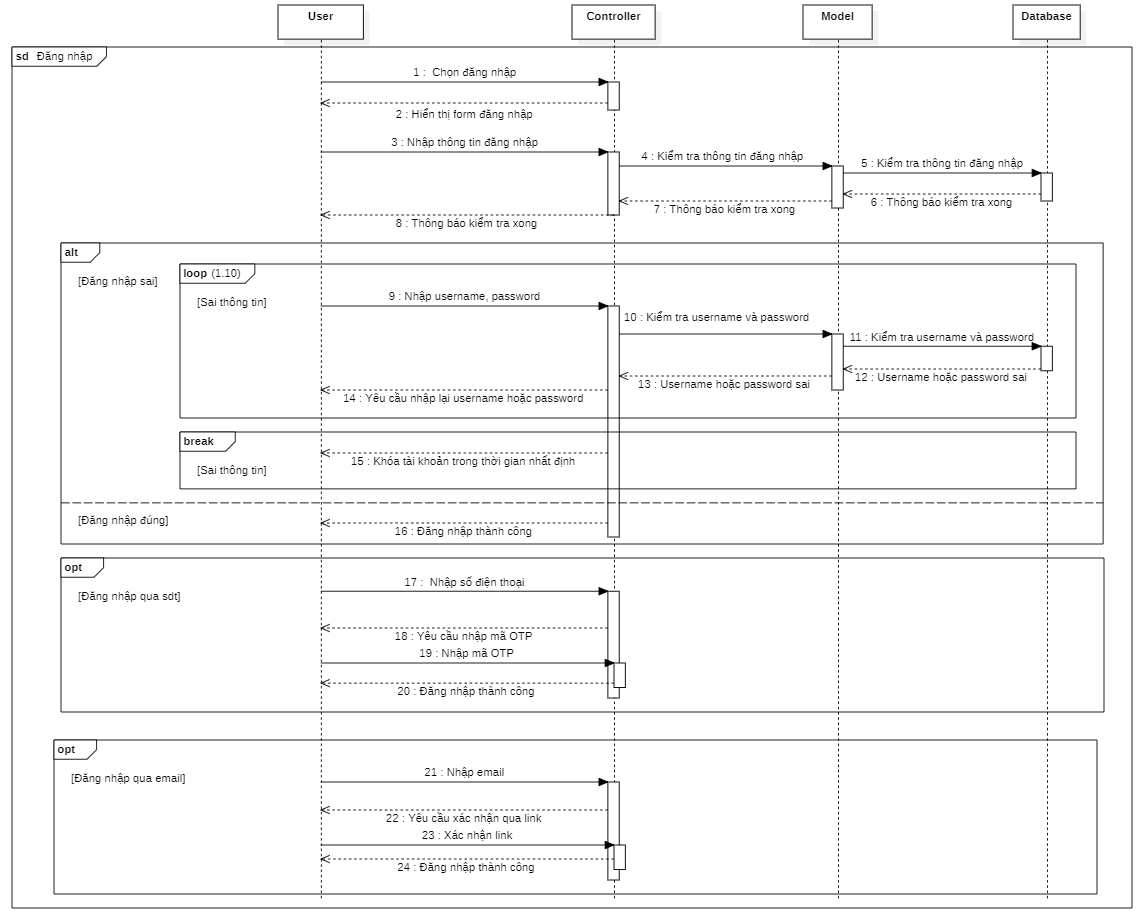 User
Controller
Model
Database
sd Đăng nhập
1 : Chọn đăng nhập
2 : Hiển thị form đăng nhập
3 : Nhập thông tin đăng nhập
4 : Kiểm tra thông tin đăng nhập
5 : Kiểm tra thông tin đăng nhập
6 : Thông báo kiểm tra xong
7 : Thông báo kiểm tra xong
8 : Thông báo kiểm tra xong
alt
[Đăng nhập sai]
loop (1.10)
[Sai thông tin]
9 : Nhập username, password
10 : Kiểm tra username và password
11 : Kiểm tra username và password
12 : Username hoặc password sai
13 : Username hoặc password sai
14 : Yêu cầu nhập lại username hoặc password
break
[Sai thông tin]
15 : Khóa tài khoản trong thời gian nhất định
[Đăng nhập đúng]
16 : Đăng nhập thành công
opt
[Đăng nhập qua sdt]
17 : Nhập số điện thoại
18 : Yêu cầu nhập mã OTP
19 : Nhập mã OTP
20 : Đăng nhập thành công
opt
[Đăng nhập qua email]
21 : Nhập email
22 : Yêu cầu xác nhận qua link
23 : Xác nhận link
24 : Đăng nhập thành công